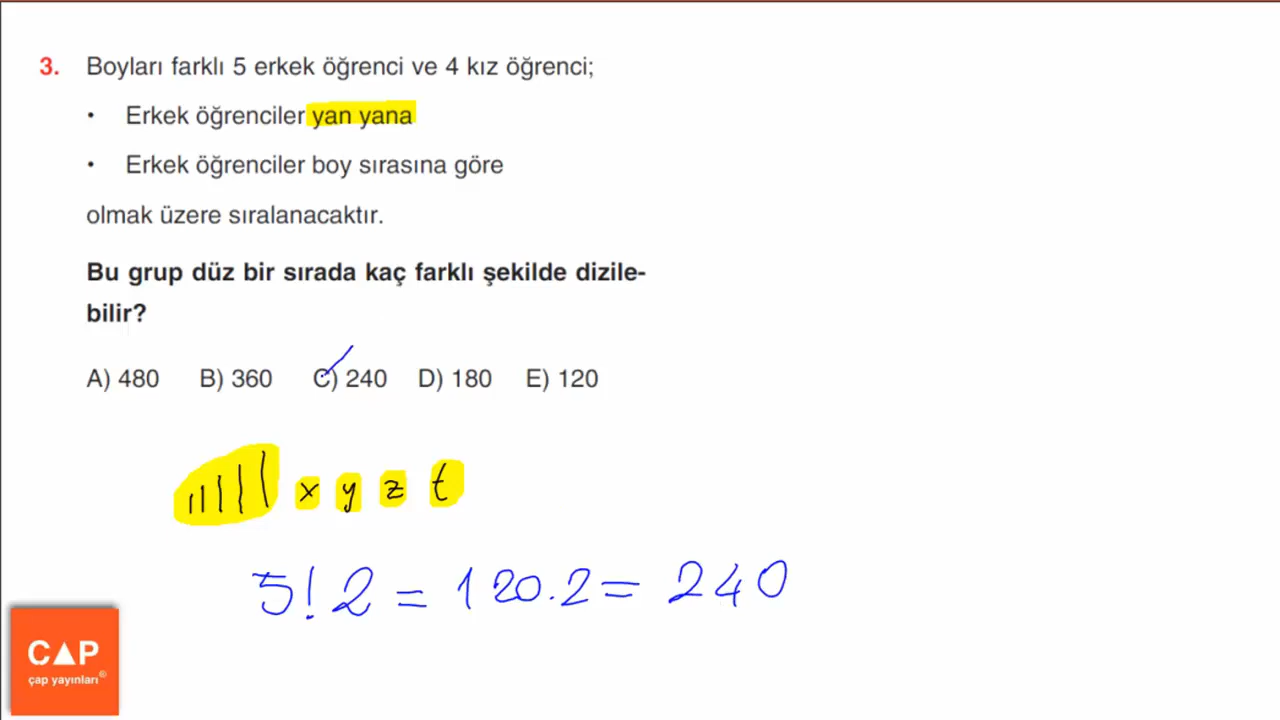 3. Boyları farklı 5 erkek öğrenci ve 4 kız öğrenci;
• Erkek öğrenciler yan yana
• Erkek öğrenciler boy sırasına göre
olmak üzere sıralanacaktır.
Bu grup düz bir sırada kaç farklı şekilde dizile-
bilir?
A) 480 B) 360 C) 240 D) 180 E) 120
x y z t
5! 2 = 120.2 = 240
ÇAP
çap yayınları®